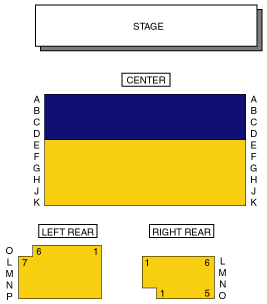 STAGE
CENTER
A A
B B
C C
D D
E E
F F
G G
H H
J J
K K
LEFT REAR RIGHT REAR
O 6 1
L 7 1 6 L
M M
N N
P 1 5 O